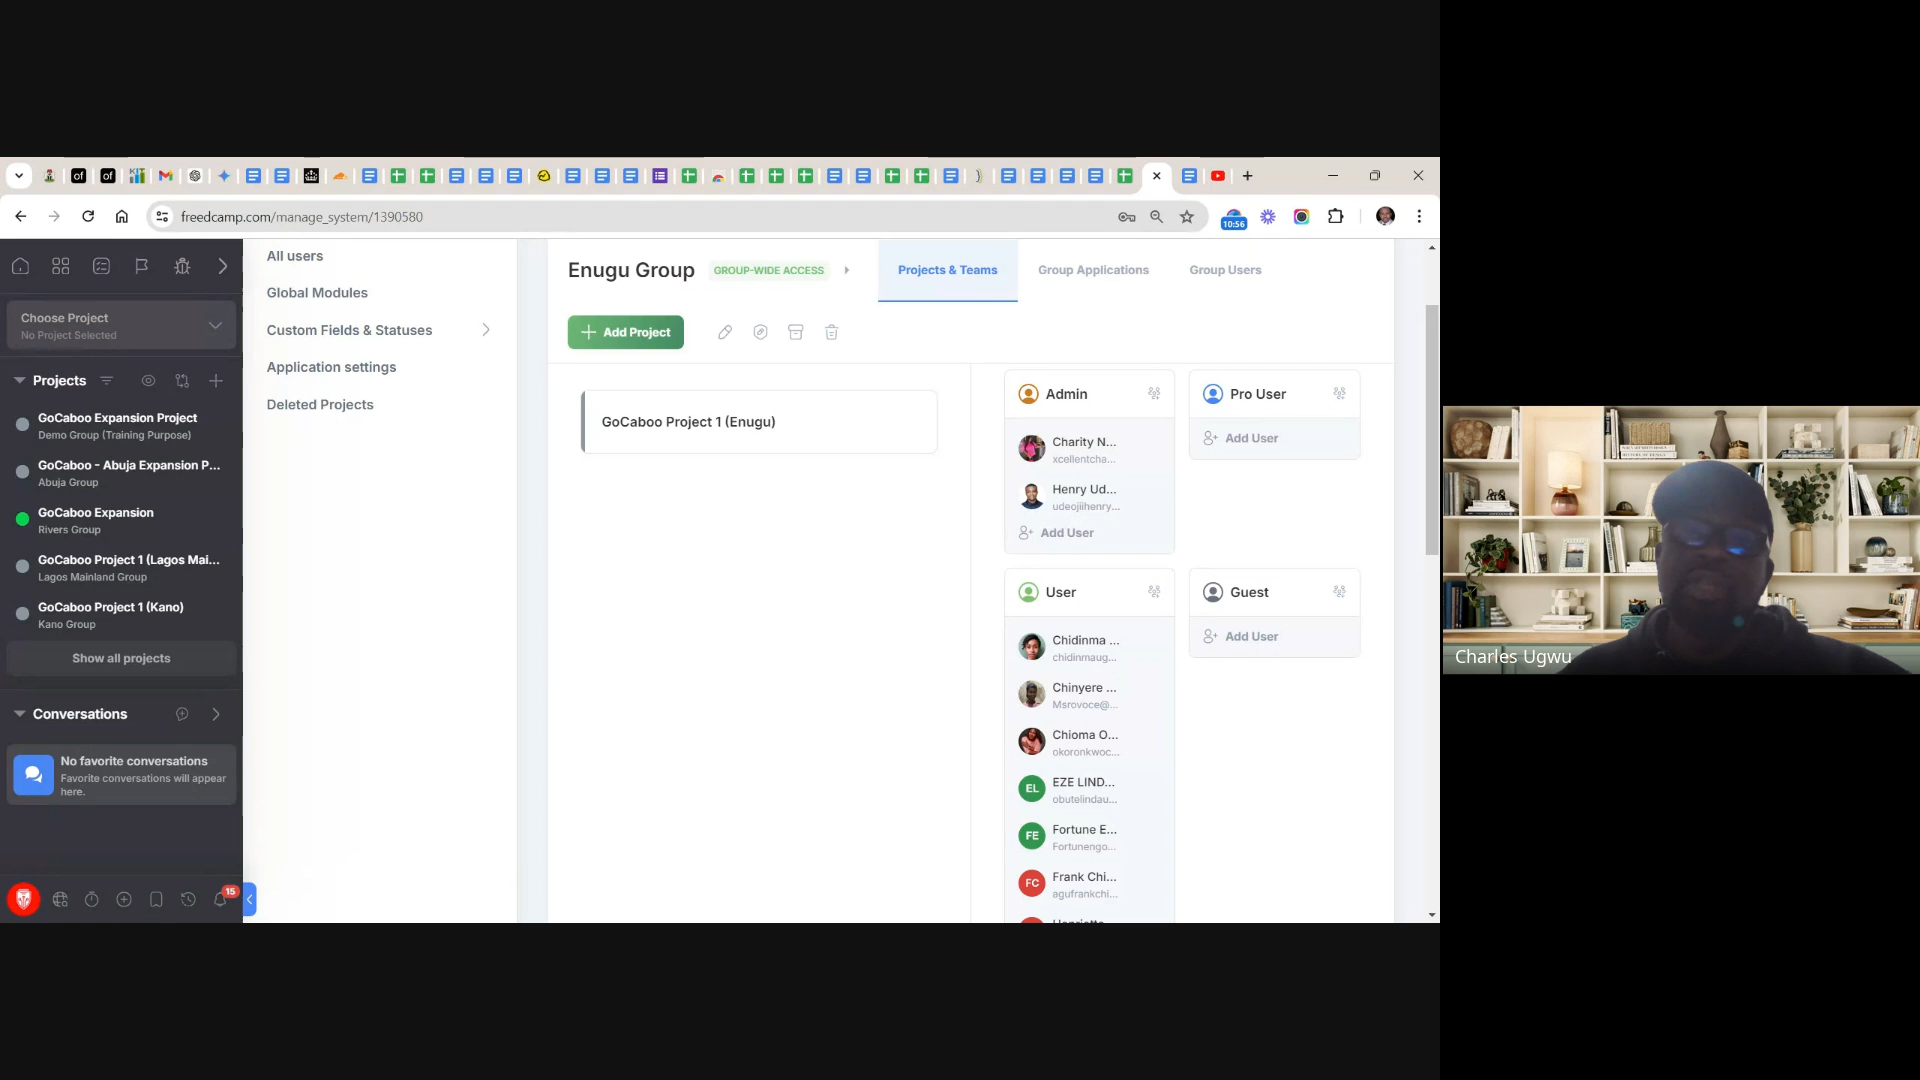 freedcamp.com/manage_system/1390580
10:56
Choose Project
No Project Selected
Projects
GoCaboo Expansion Project
Demo Group (Training Purpose)
GoCaboo - Abuja Expansion P...
Abuja Group
GoCaboo Expansion
Rivers Group
GoCaboo Project 1 (Lagos Mai...
Lagos Mainland Group
GoCaboo Project 1 (Kano)
Kano Group
Show all projects
Conversations
No favorite conversations
Favorite conversations will appear
here.
15
All users
Global Modules
Custom Fields & Statuses
Application settings
Deleted Projects
Enugu Group
GROUP-WIDE ACCESS
Projects & Teams
Group Applications
Group Users
Add Project
GoCaboo Project 1 (Enugu)
Admin
Charity N...
xcellentcha...
Henry Ud...
udeojihenry...
Add User
Pro User
Add User
User
Chidinma ...
chidinmaug...
Chinyere ...
Msrovoce@...
Chioma O...
okoronkwoc...
EL
EZE LIND...
obutelindau...
FE
Fortune E...
Fortunengo...
FC
Frank Chi...
agufrankchi...
Guest
Add User
Charles Ugwu